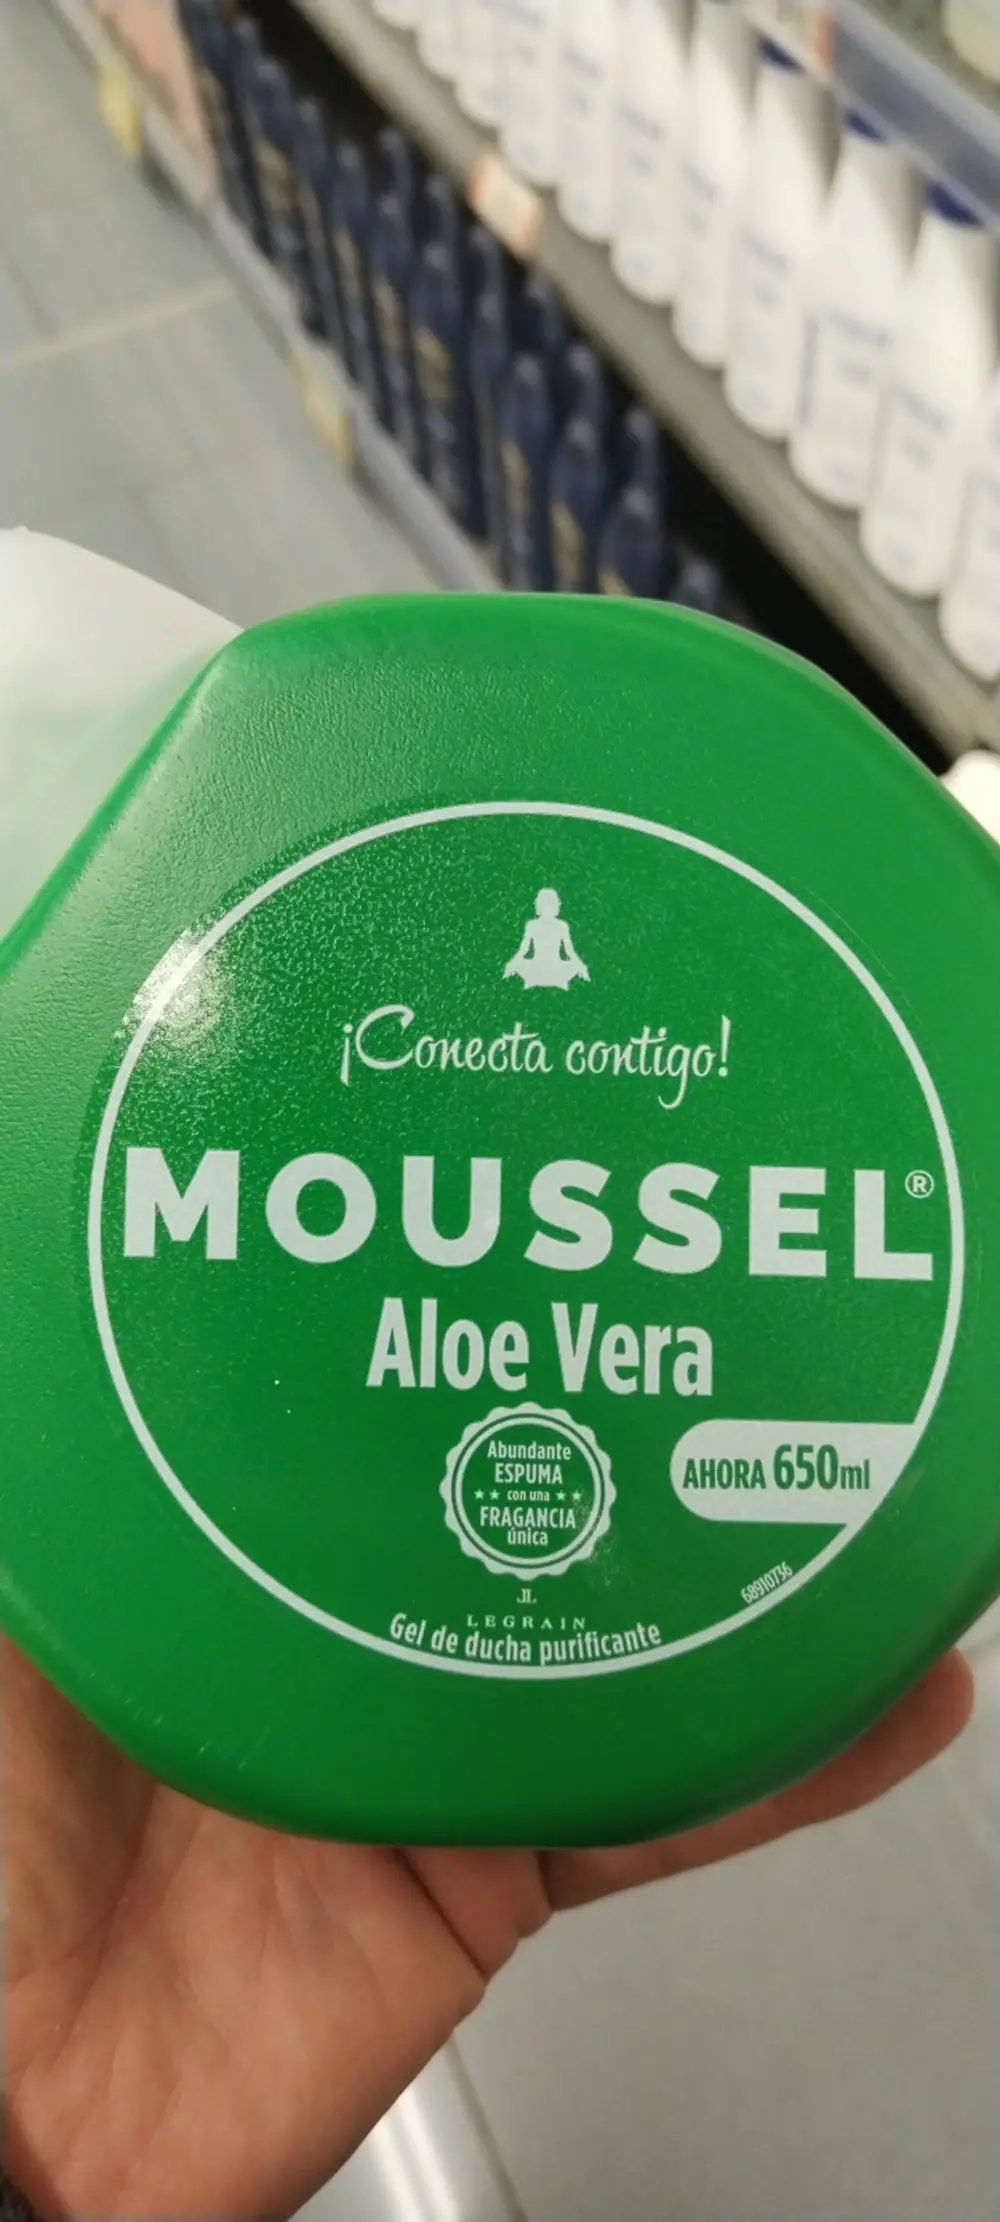 ¡Conecta contigo!
MOUSSEL®
Aloe Vera
Abundante
ESPUMA
con una
FRAGANCIA
única
AHORA 650ml
JL
LEGRAIN
Gel de ducha purificante
68910736